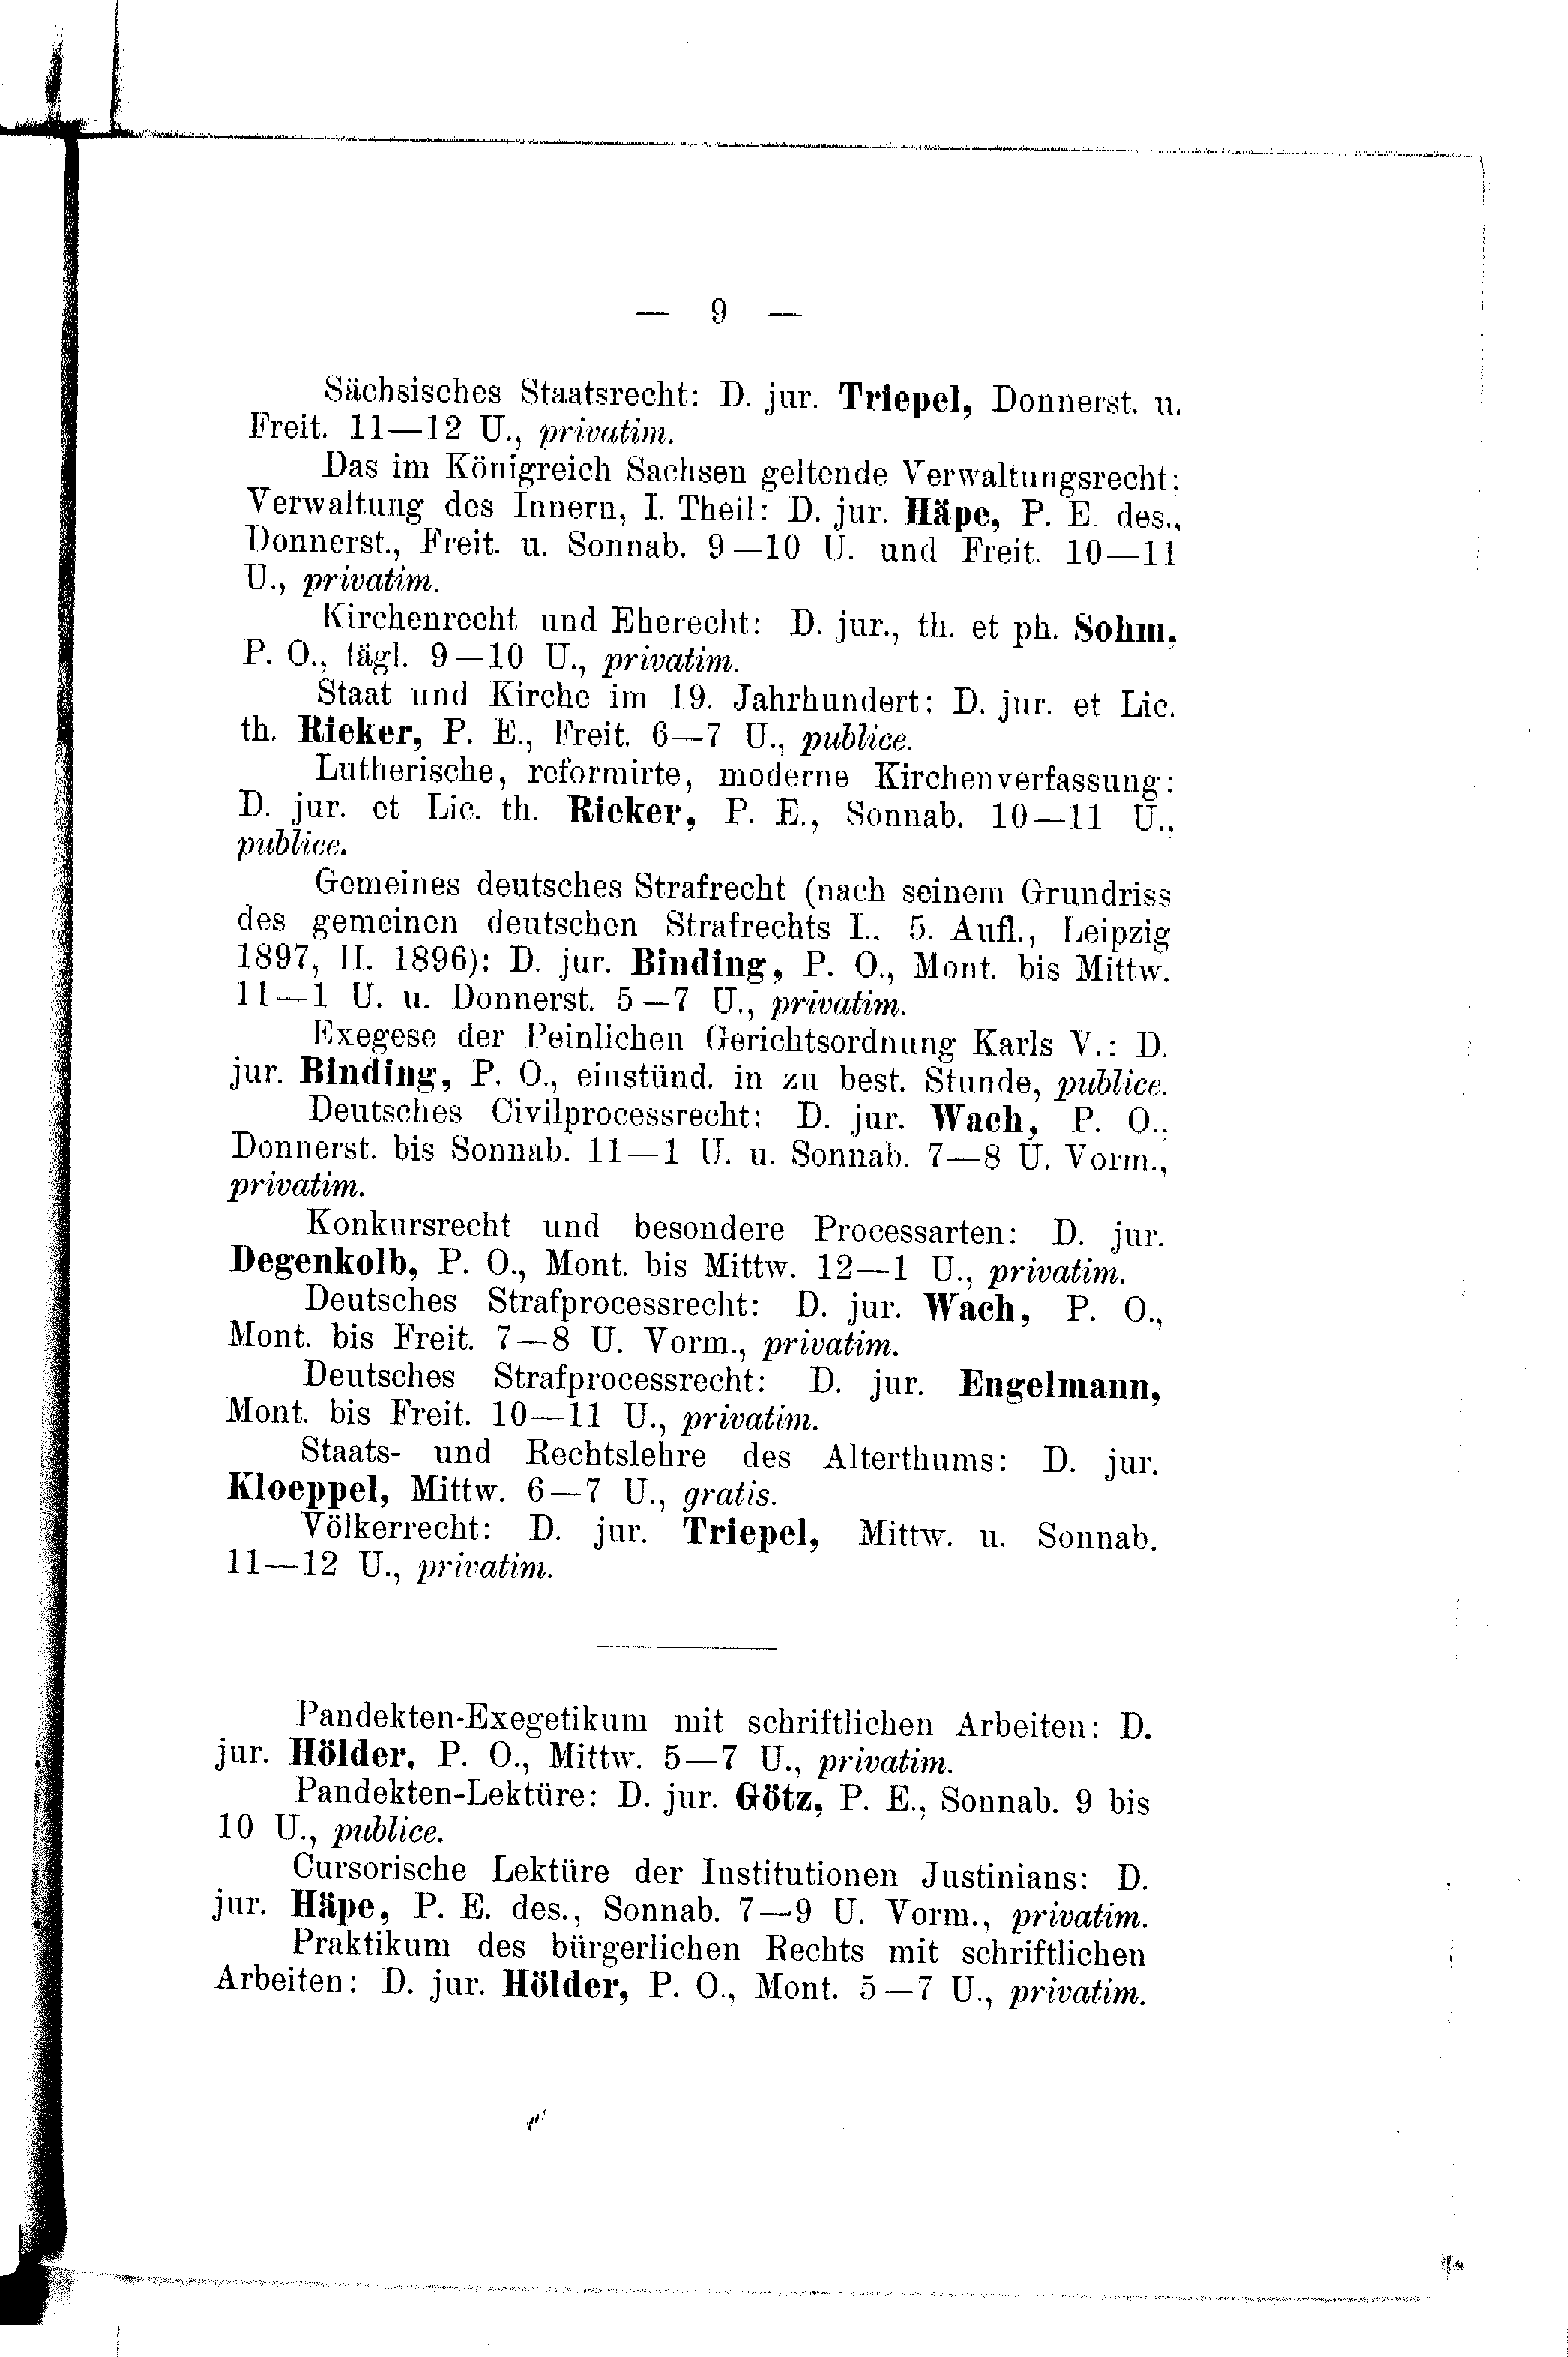 — 9 —
Sächsisches Staatsrecht: D. jur. Triepel, Donnerst. u.
Freit. 11—12 U., privatim.
Das im Königreich Sachsen geltende Verwaltungsrecht:
Verwaltung des Innern, I. Theil: D. jur. Häpe, P. E. des.,
Donnerst., Freit. u. Sonnab. 9—10 U. und Freit. 10—11
U., privatim.
Kirchenrecht und Eherecht: D. jur., th. et ph. Sohm,
P. O., tägl. 9—10 U., privatim.
Staat und Kirche im 19. Jahrhundert: D. jur. et Lic.
th. Rieker, P. E., Freit. 6—7 U., publice.
Lutherische, reformirte, moderne Kirchenverfassung:
D. jur. et Lic. th. Rieker, P. E., Sonnab. 10—11 U.,
publice.
Gemeines deutsches Strafrecht (nach seinem Grundriss
des gemeinen deutschen Strafrechts I., 5. Aufl., Leipzig
1897, II. 1896): D. jur. Binding, P. O., Mont. bis Mittw.
11—1 U. u. Donnerst. 5—7 U., privatim.
Exegese der Peinlichen Gerichtsordnung Karls V.: D.
jur. Binding, P. O., einstünd. in zu best. Stunde, publice.
Deutsches Civilprocessrecht: D. jur. Wach, P. O.,
Donnerst. bis Sonnab. 11—1 U. u. Sonnab. 7—8 U. Vorm.,
privatim.
Konkursrecht und besondere Processarten: D. jur.
Degenkolb, P. O., Mont. bis Mittw. 12—1 U., privatim.
Deutsches Strafprocessrecht: D. jur. Wach, P. O.,
Mont. bis Freit. 7—8 U. Vorm., privatim.
Deutsches Strafprocessrecht: D. jur. Engelmann,
Mont. bis Freit. 10—11 U., privatim.
Staats- und Rechtslehre des Alterthums: D. jur.
Kloeppel, Mittw. 6—7 U., gratis.
Völkerrecht: D. jur. Triepel, Mittw. u. Sonnab.
11—12 U., privatim.
Pandekten-Exegetikum mit schriftlichen Arbeiten: D.
jur. Hölder, P. O., Mittw. 5—7 U., privatim.
Pandekten-Lektüre: D. jur. Götz, P. E., Sonnab. 9 bis
10 U., publice.
Cursorische Lektüre der Institutionen Justinians: D.
jur. Häpe, P. E. des., Sonnab. 7—9 U. Vorm., privatim.
Praktikum des bürgerlichen Rechts mit schriftlichen
Arbeiten: D. jur. Hölder, P. O., Mont. 5—7 U., privatim.